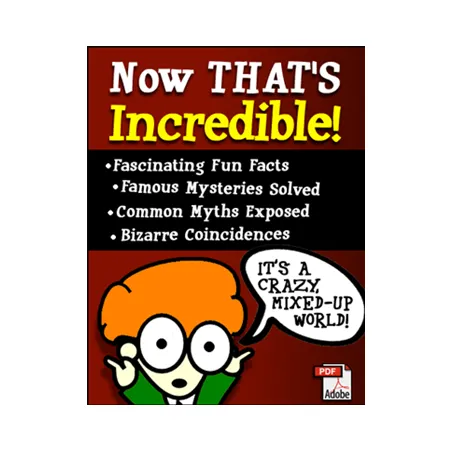 Now THAT'S
Incredible!
•Fascinating Fun Facts
•Famous Mysteries Solved
•Common Myths Exposed
•Bizarre Coincidences
IT'S A
CRAZY,
MIXED-UP
WORLD!
PDF
Adobe